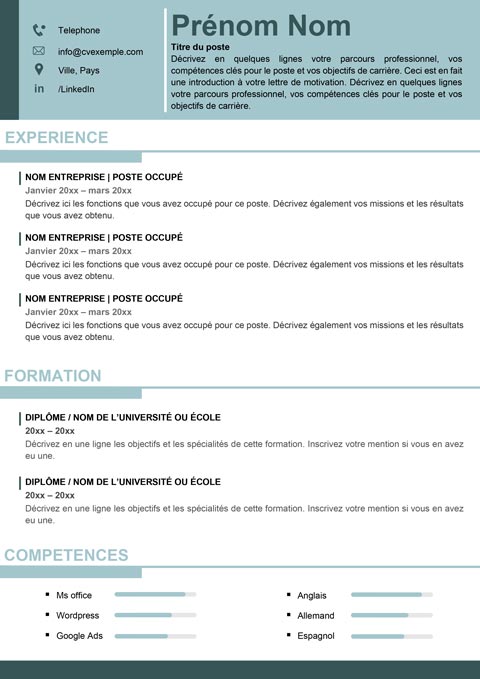 Telephone
info@cvexemple.com
Ville, Pays
in /LinkedIn
Prénom Nom
Titre du poste
Décrivez en quelques lignes votre parcours professionnel, vos
compétences clés pour le poste et vos objectifs de carrière. Ceci est en fait
une introduction à votre lettre de motivation. Décrivez en quelques lignes
votre parcours professionnel, vos compétences clés pour le poste et vos
objectifs de carrière.
EXPERIENCE
NOM ENTREPRISE | POSTE OCCUPÉ
Janvier 20xx – mars 20xx
Décrivez ici les fonctions que vous avez occupé pour ce poste. Décrivez également vos missions et les résultats
que vous avez obtenu.
NOM ENTREPRISE | POSTE OCCUPÉ
Janvier 20xx – mars 20xx
Décrivez ici les fonctions que vous avez occupé pour ce poste. Décrivez également vos missions et les résultats
que vous avez obtenu.
NOM ENTREPRISE | POSTE OCCUPÉ
Janvier 20xx – mars 20xx
Décrivez ici les fonctions que vous avez occupé pour ce poste. Décrivez également vos missions et les résultats
que vous avez obtenu.
FORMATION
DIPLÔME / NOM DE L'UNIVERSITÉ OU ÉCOLE
20xx – 20xx
Décrivez en une ligne les objectifs et les spécialités de cette formation. Inscrivez votre mention si vous en avez
eu une.
DIPLÔME / NOM DE L'UNIVERSITÉ OU ÉCOLE
20xx – 20xx
Décrivez en une ligne les objectifs et les spécialités de cette formation. Inscrivez votre mention si vous en avez
eu une.
COMPETENCES
Ms office
Wordpress
Google Ads
Anglais
Allemand
Espagnol